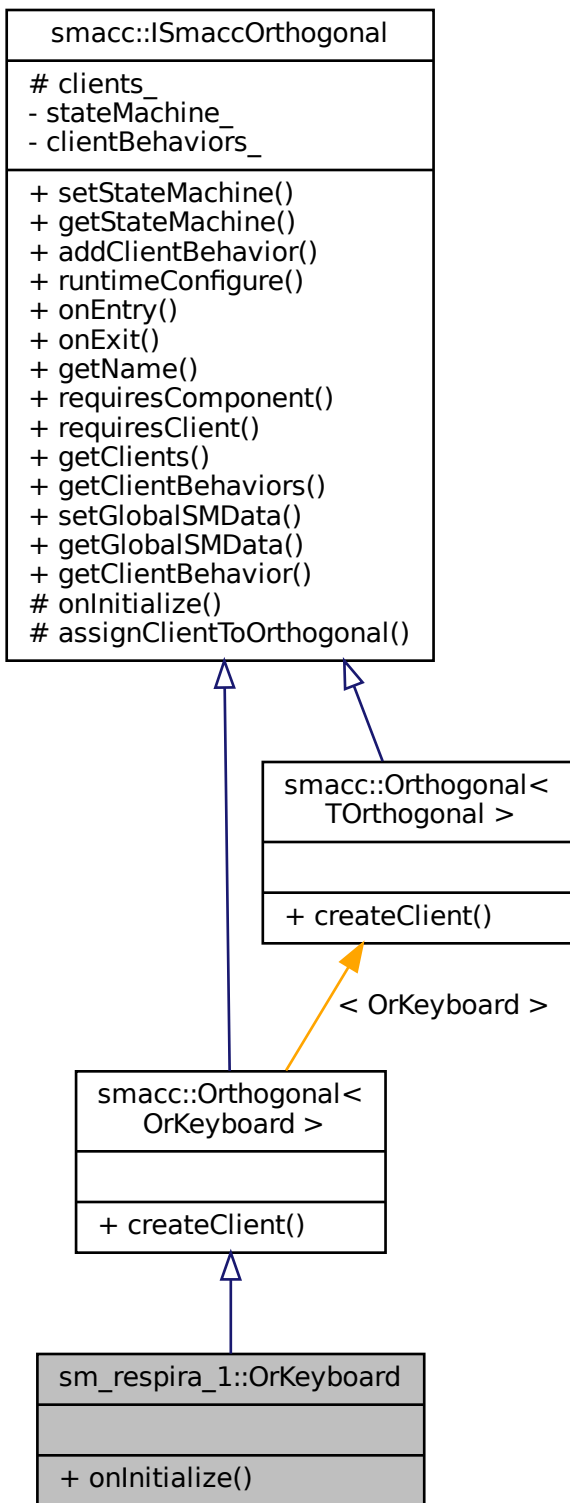 smacc::ISmaccOrthogonal
# clients_
- stateMachine_
- clientBehaviors_
+ setStateMachine()
+ getStateMachine()
+ addClientBehavior()
+ runtimeConfigure()
+ onEntry()
+ onExit()
+ getName()
+ requiresComponent()
+ requiresClient()
+ getClients()
+ getClientBehaviors()
+ setGlobalSMData()
+ getGlobalSMData()
+ getClientBehavior()
# onInitialize()
# assignClientToOrthogonal()
smacc::Orthogonal<
TOrthogonal >
+ createClient()
< OrKeyboard >
smacc::Orthogonal<
OrKeyboard >
+ createClient()
sm_respira_1::OrKeyboard
+ onInitialize()